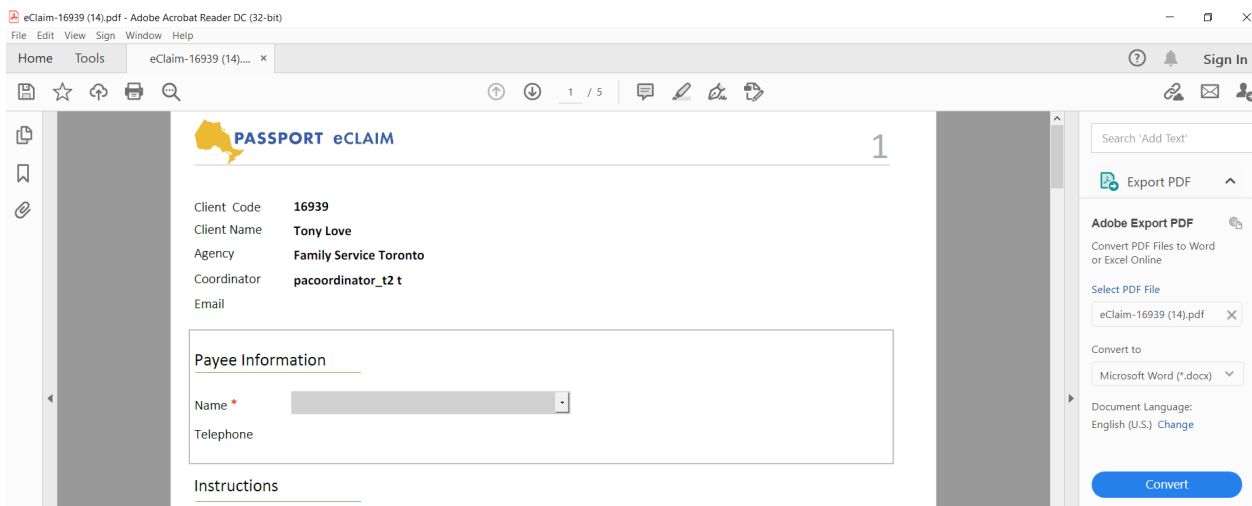 eClaim-16939 (14).pdf - Adobe Acrobat Reader DC (32-bit)
File Edit View Sign Window Help
Home Tools eClaim-16939 (14).... × ? Sign In
1 / 5
PASSPORT eCLAIM
1
Client Code 16939
Client Name Tony Love
Agency Family Service Toronto
Coordinator pacoordinator_t2 t
Email
Payee Information
Name *
Telephone
Instructions
Search 'Add Text'
Export PDF
Adobe Export PDF
Convert PDF Files to Word
or Excel Online
Select PDF File
eClaim-16939 (14).pdf
Convert to
Microsoft Word (*.docx)
Document Language:
English (U.S.) Change
Convert